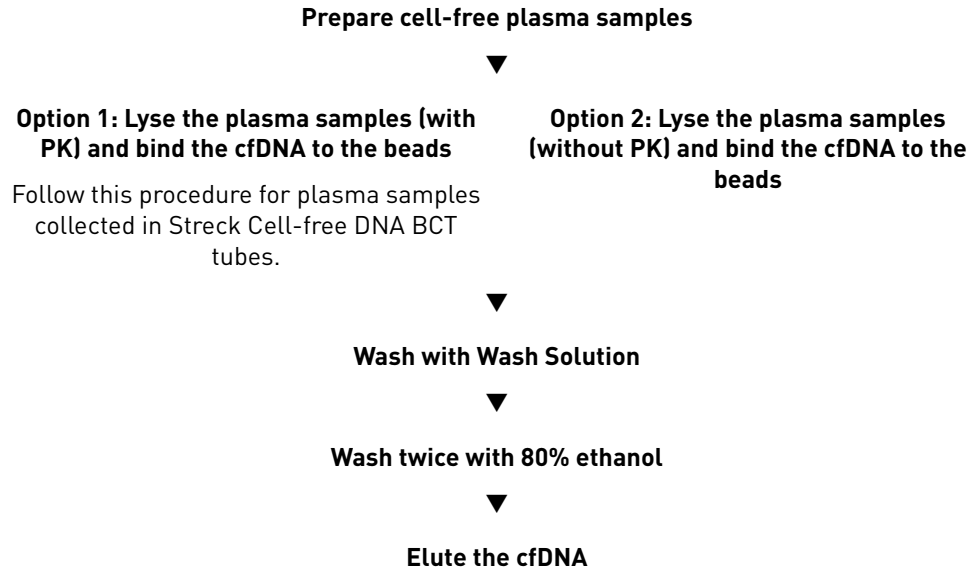 Prepare cell-free plasma samples
▼
Option 1: Lyse the plasma samples (with
PK) and bind the cfDNA to the beads
Follow this procedure for plasma samples
collected in Streck Cell-free DNA BCT
tubes.
Option 2: Lyse the plasma samples
(without PK) and bind the cfDNA to the
beads
▼
Wash with Wash Solution
▼
Wash twice with 80% ethanol
▼
Elute the cfDNA